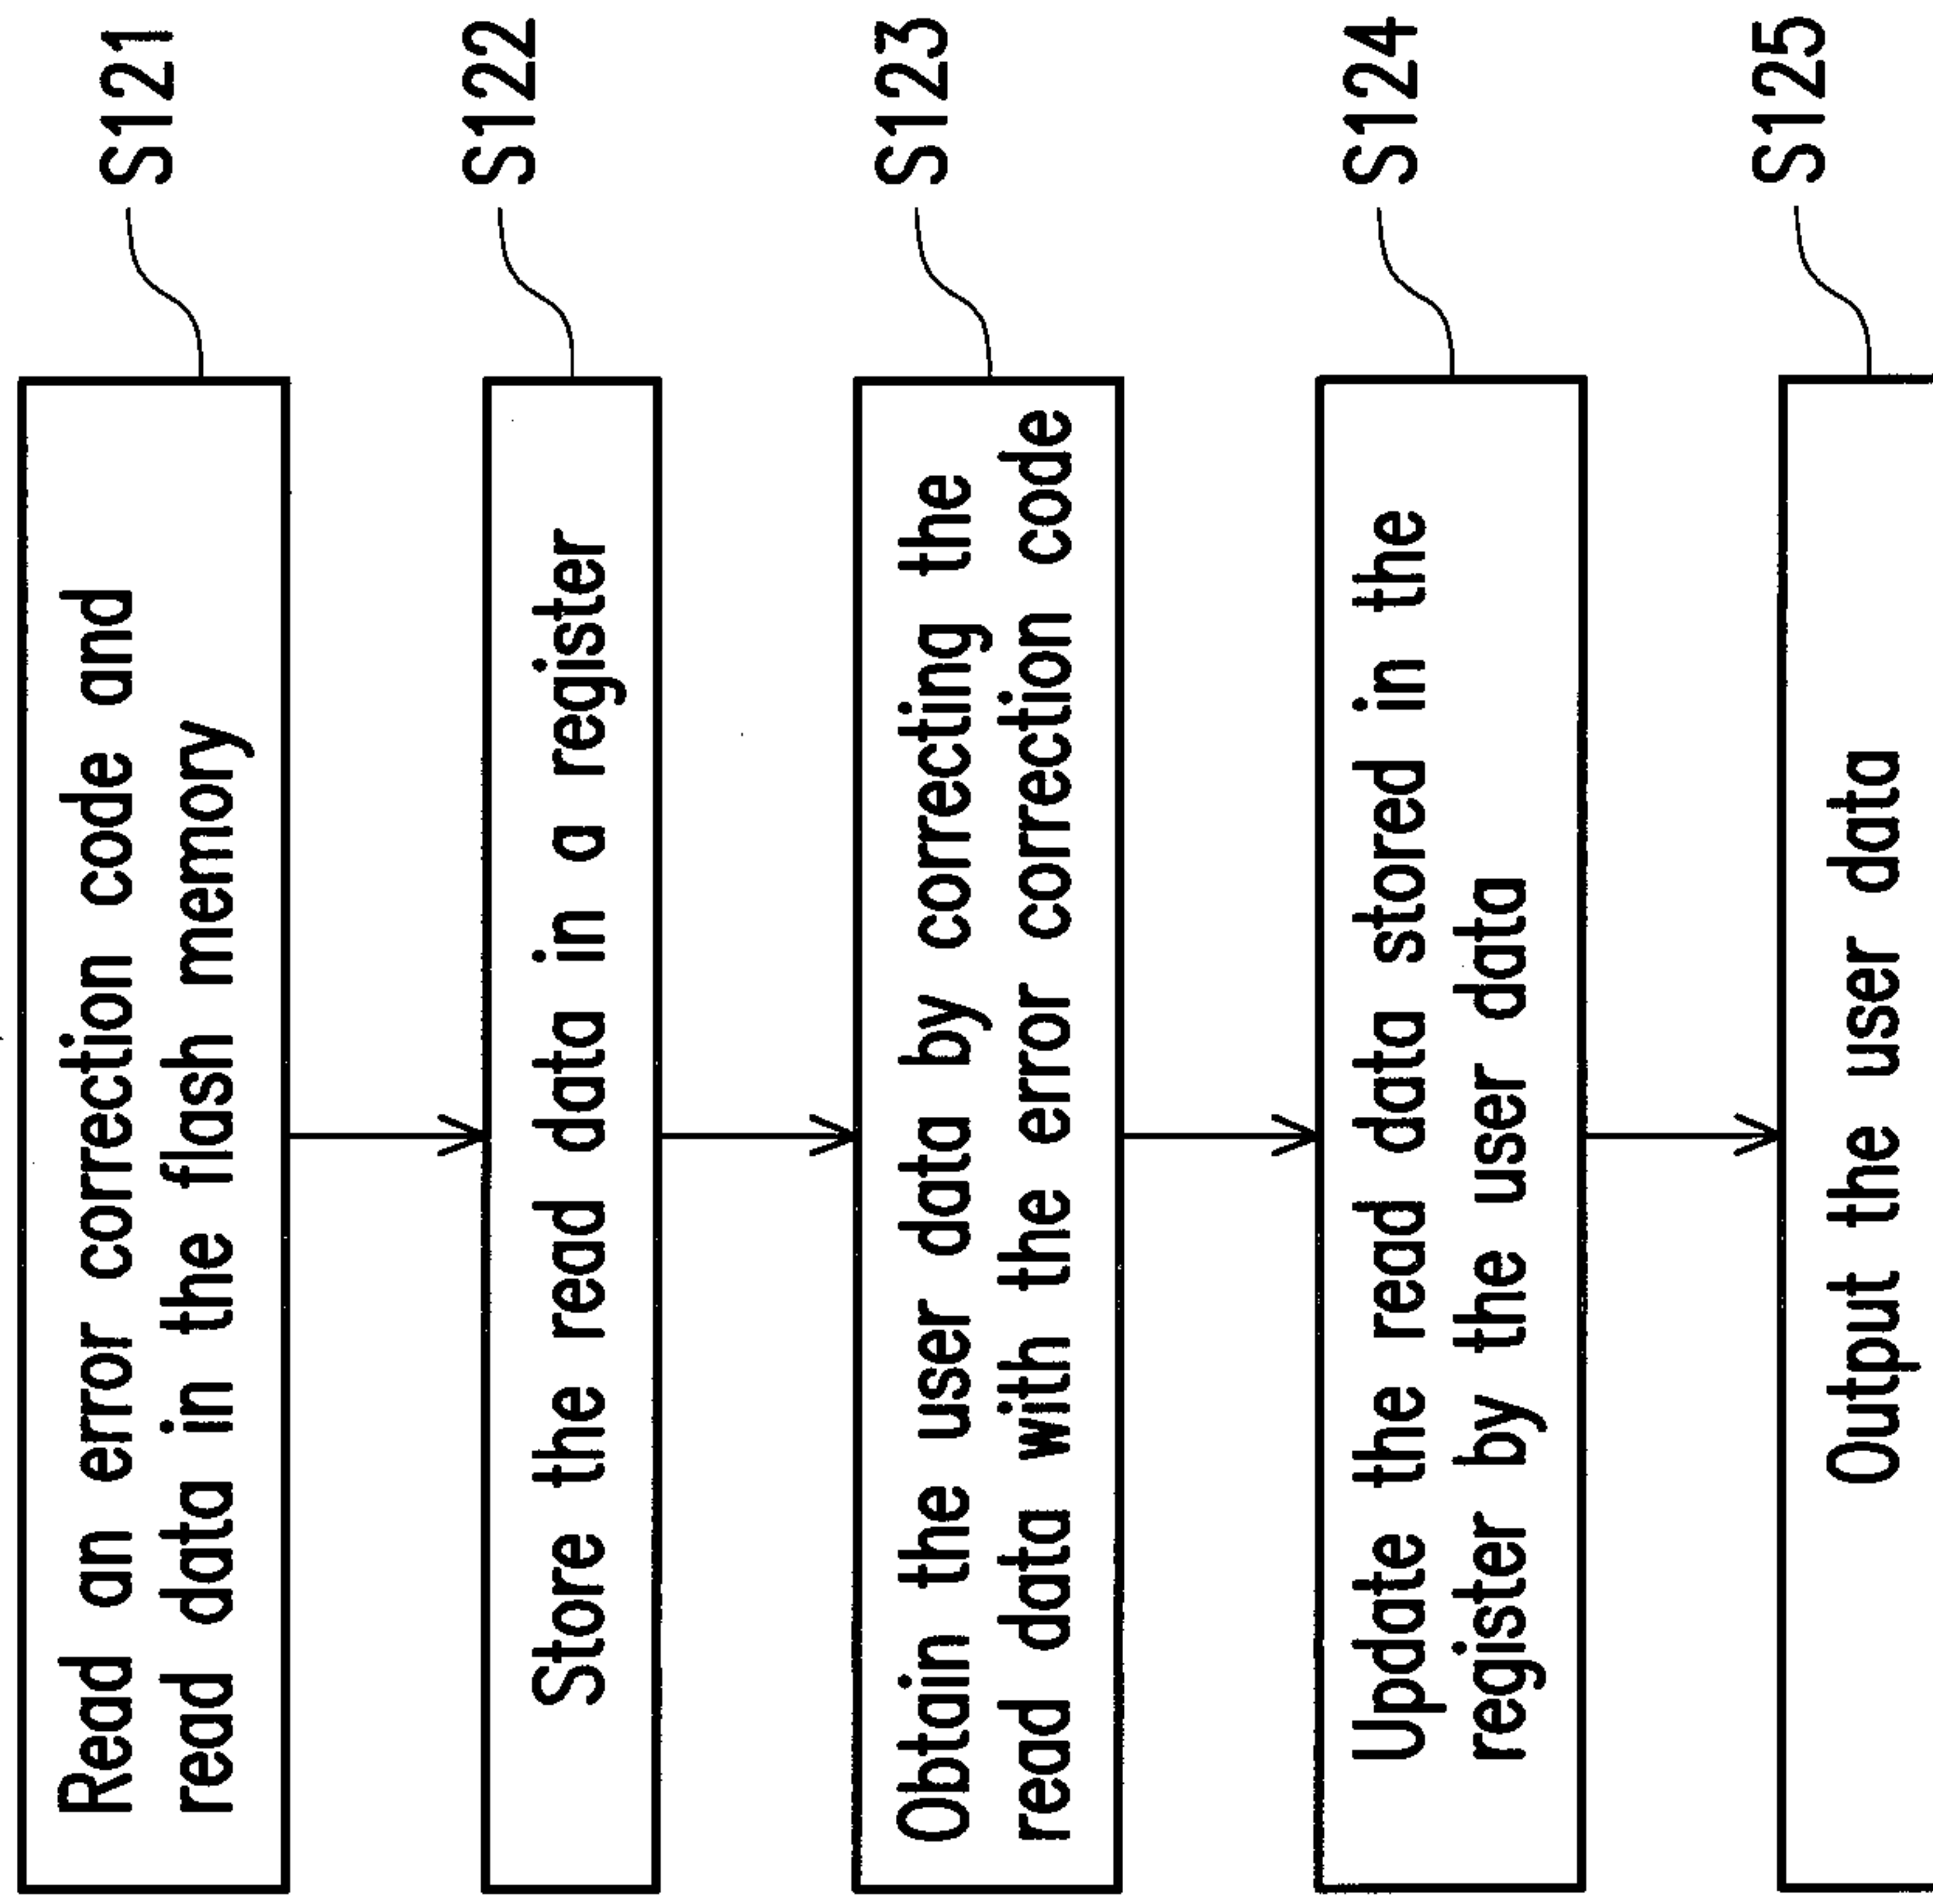 Read an error correction code and
read data in the flash memory
S121
Store the read data in a register
S122
Obtain the user data by correcting the
read data with the error correction code
S123
Update the read data stored in the
register by the user data
S124
Output the user data
S125